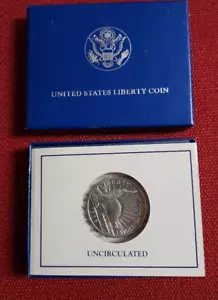 UNITED STATES LIBERTY COIN
UNCIRCULATED